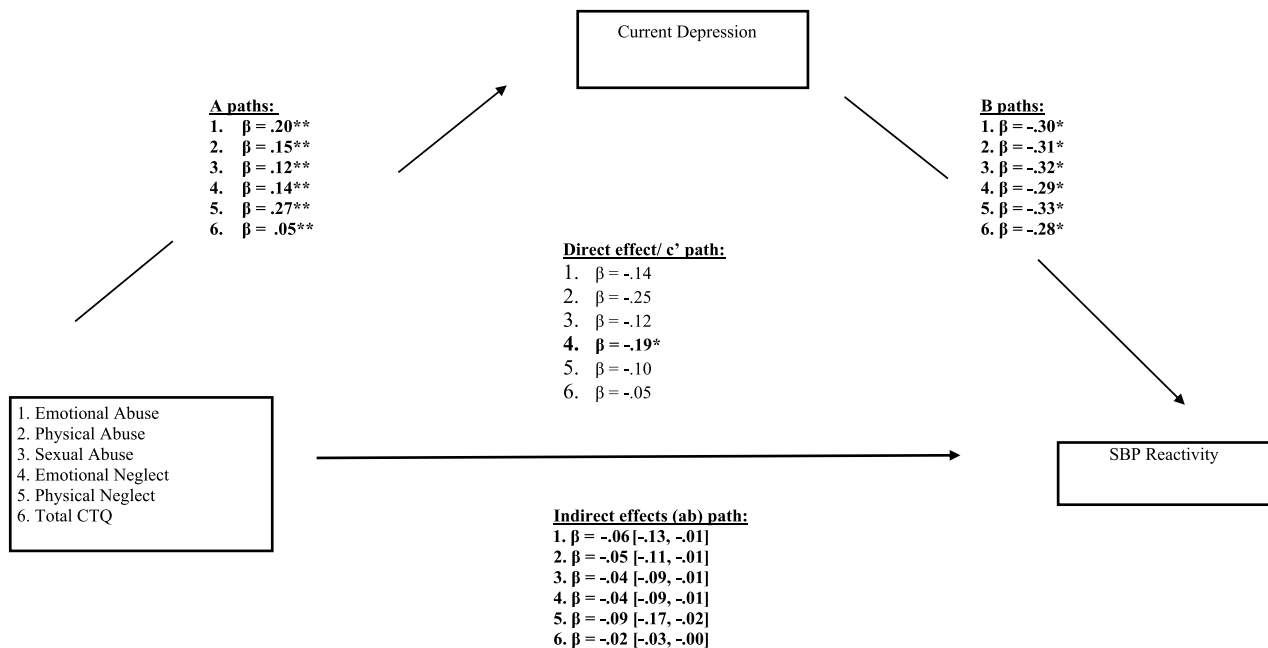 Current Depression
A paths:
1. β = .20**
2. β = .15**
3. β = .12**
4. β = .14**
5. β = .27**
6. β = .05**
B paths:
1. β = -.30*
2. β = -.31*
3. β = -.32*
4. β = -.29*
5. β = -.33*
6. β = -.28*
Direct effect/ c’ path:
1. β = -.14
2. β = -.25
3. β = -.12
4. β = -.19*
5. β = -.10
6. β = -.05
1. Emotional Abuse
2. Physical Abuse
3. Sexual Abuse
4. Emotional Neglect
5. Physical Neglect
6. Total CTQ
SBP Reactivity
Indirect effects (ab) path:
1. β = -.06 [-.13, -.01]
2. β = -.05 [-.11, -.01]
3. β = -.04 [-.09, -.01]
4. β = -.04 [-.09, -.01]
5. β = -.09 [-.17, -.02]
6. β = -.02 [-.03, -.00]